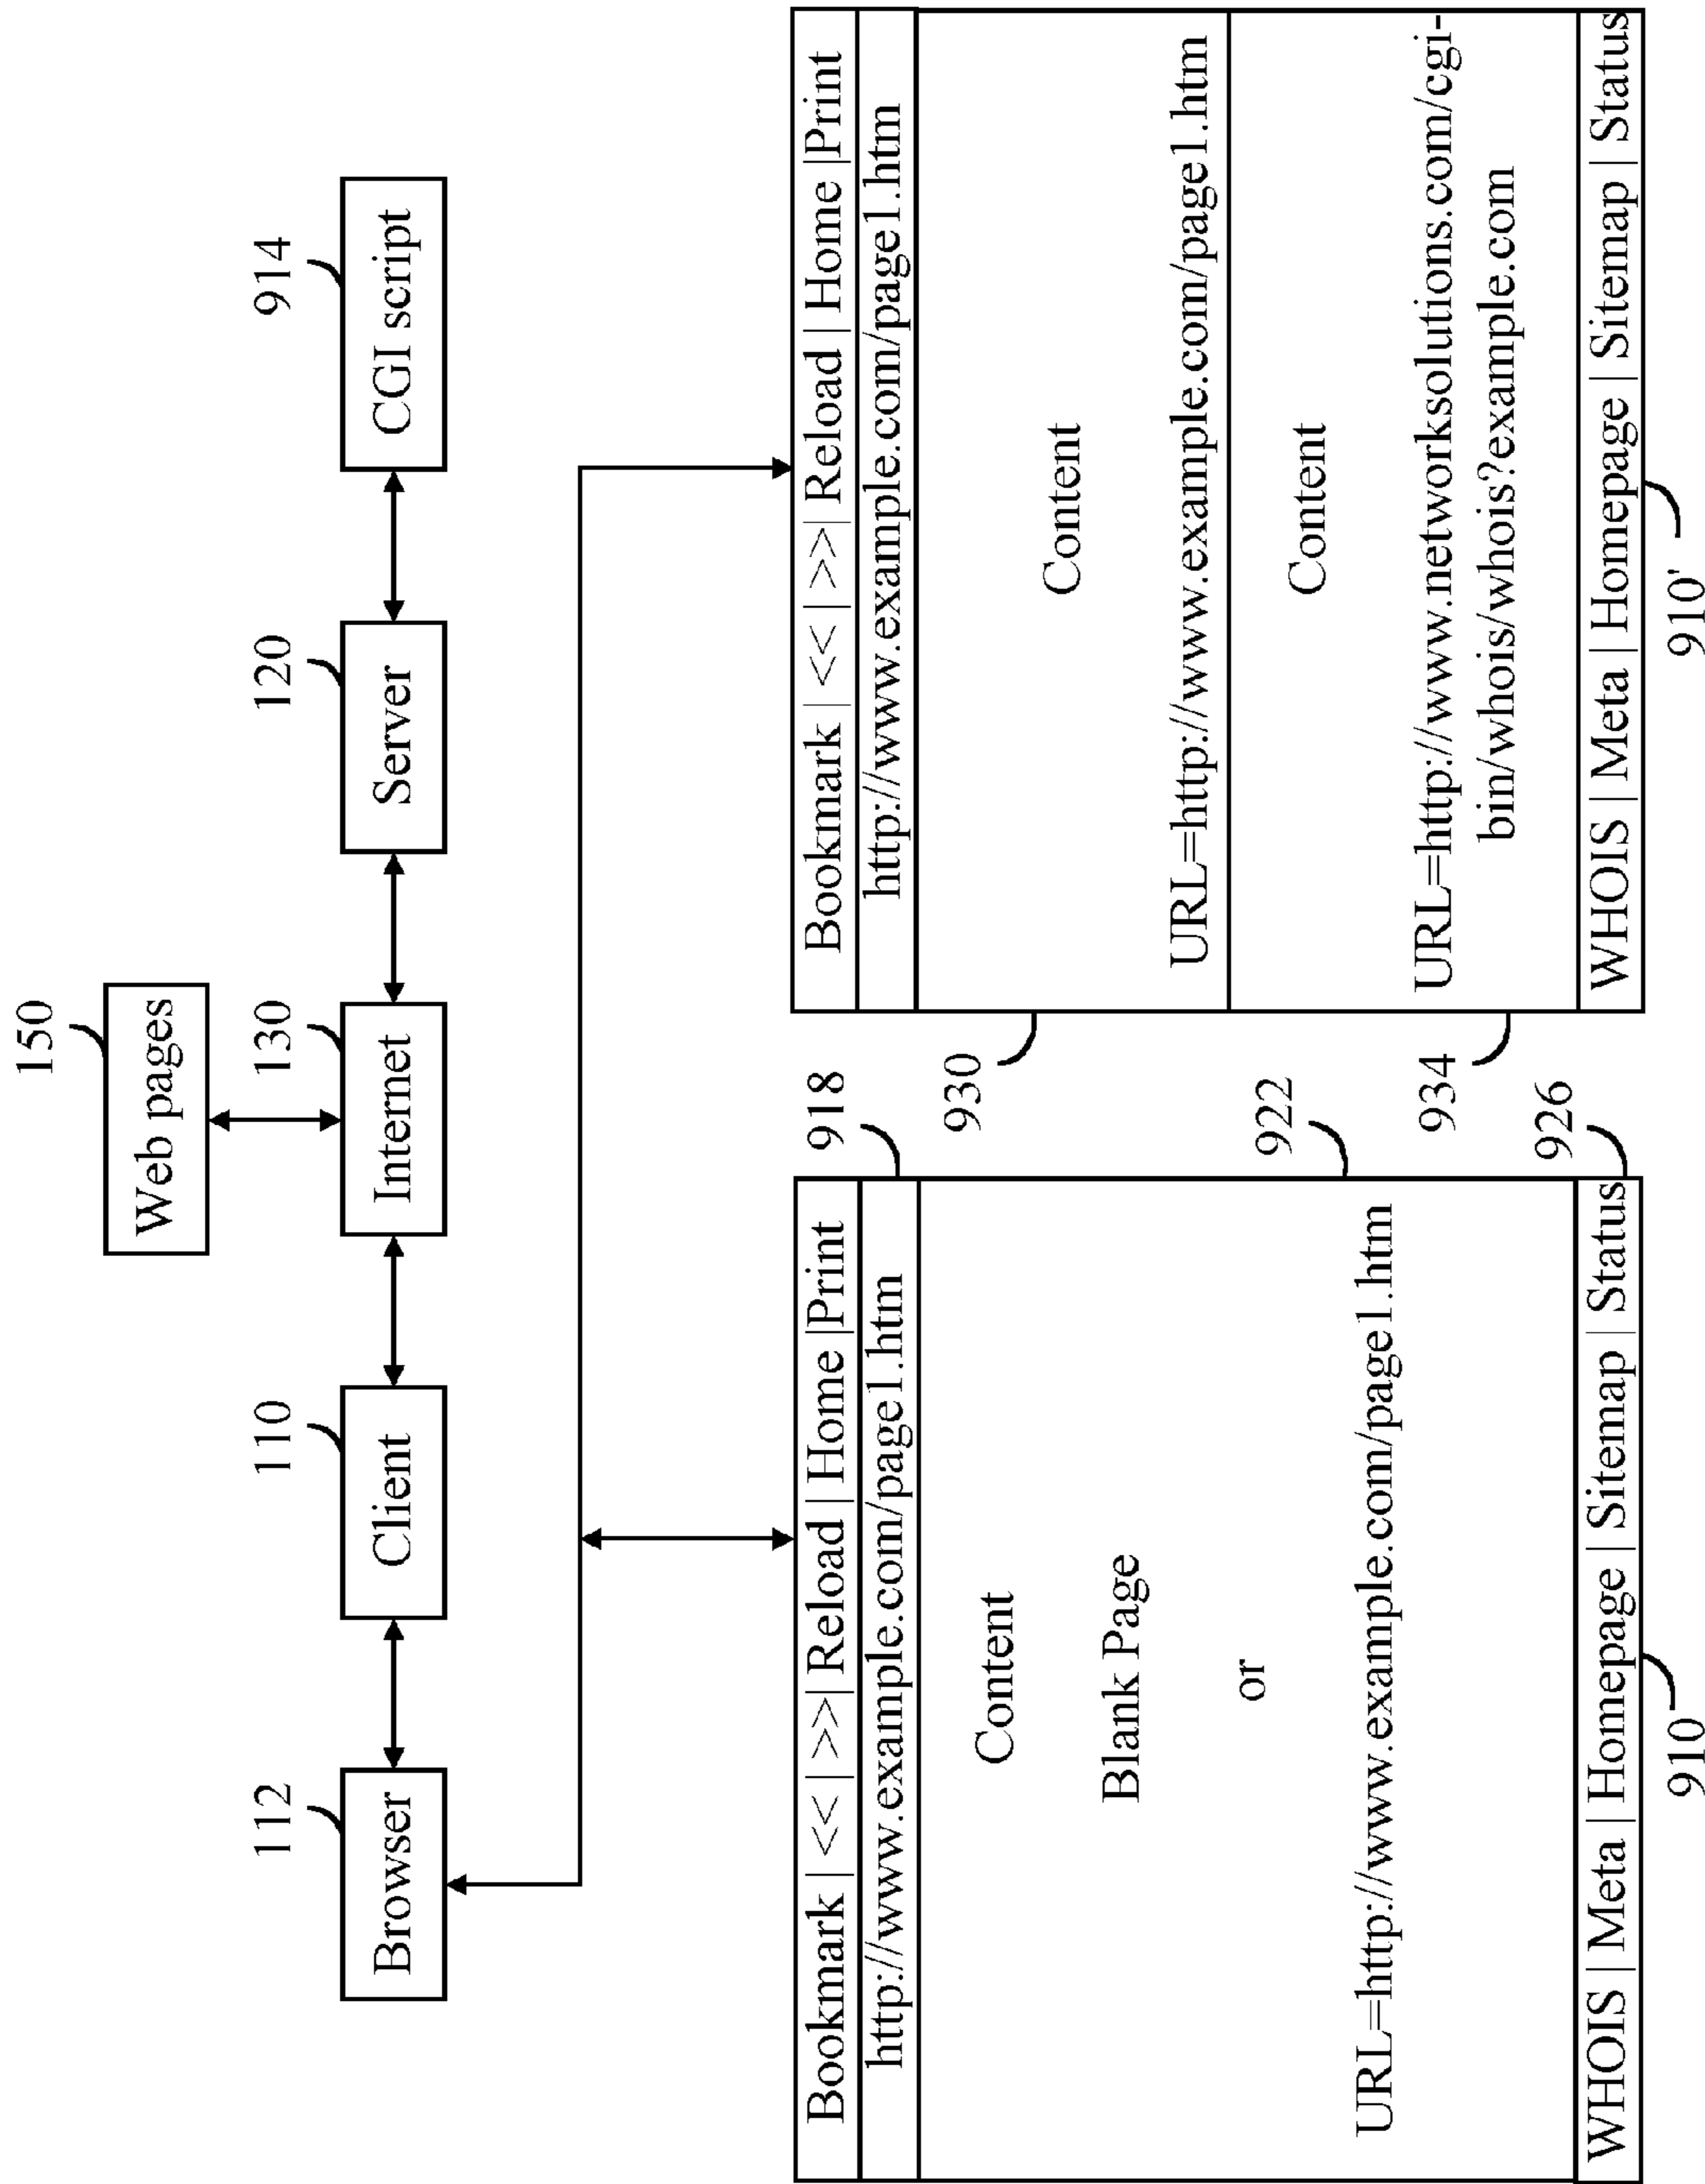 150
Web pages
112
110
130
120
914
Browser
Client
Internet
Server
CGI script
Bookmark | << | >> | Reload | Home |Print
http://www.example.com/page1.htm
918
Content
Blank Page
or
URL=http://www.example.com/page1.htm
922
WHOIS | Meta | Homepage | Sitemap | Status
926
910
Bookmark | << | >> | Reload | Home |Print
http://www.example.com/page1.htm
930
Content
URL=http://www.example.com/page1.htm
Content
934
URL=http://www.networksolutions.com/cgi-
bin/whois/whois?example.com
WHOIS | Meta | Homepage | Sitemap | Status
910'